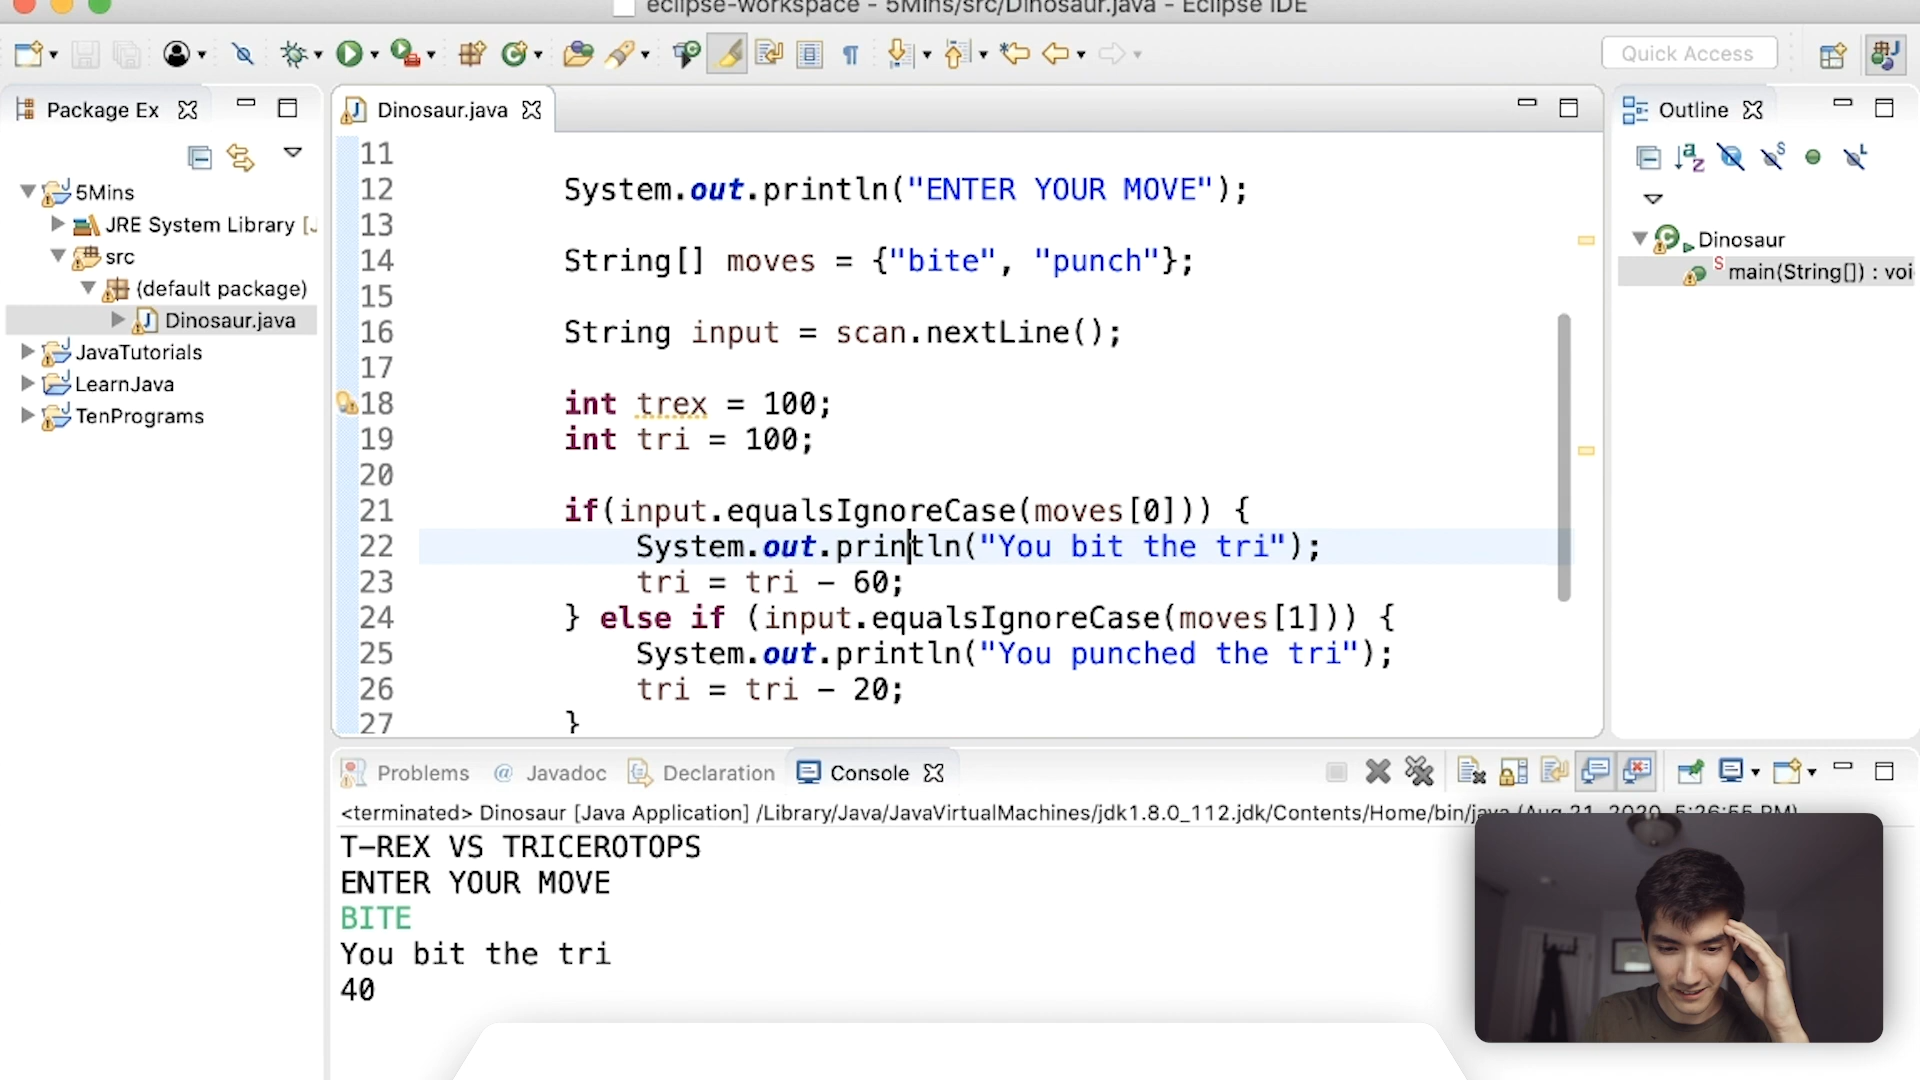 eclipse-workspace - 5Mins/src/Dinosaur.java - Eclipse IDE
Quick Access
Package Ex
Dinosaur.java
Outline
5Mins
JRE System Library [
src
(default package)
Dinosaur.java
JavaTutorials
LearnJava
TenPrograms
11
12 System.out.println("ENTER YOUR MOVE");
13
14 String[] moves = {"bite", "punch"};
15
16 String input = scan.nextLine();
17
18 int trex = 100;
19 int tri = 100;
20
21 if(input.equalsIgnoreCase(moves[0])) {
22 System.out.println("You bit the tri");
23 tri = tri - 60;
24 } else if (input.equalsIgnoreCase(moves[1])) {
25 System.out.println("You punched the tri");
26 tri = tri - 20;
27 }
Dinosaur
main(String[]) : voi
Problems @ Javadoc Declaration Console
<terminated> Dinosaur [Java Application] /Library/Java/JavaVirtualMachines/jdk1.8.0_112.jdk/Contents/Home/bin/java (Aug 21, 2020, 5:26:55 PM)
T-REX VS TRICEROTOPS
ENTER YOUR MOVE
BITE
You bit the tri
40